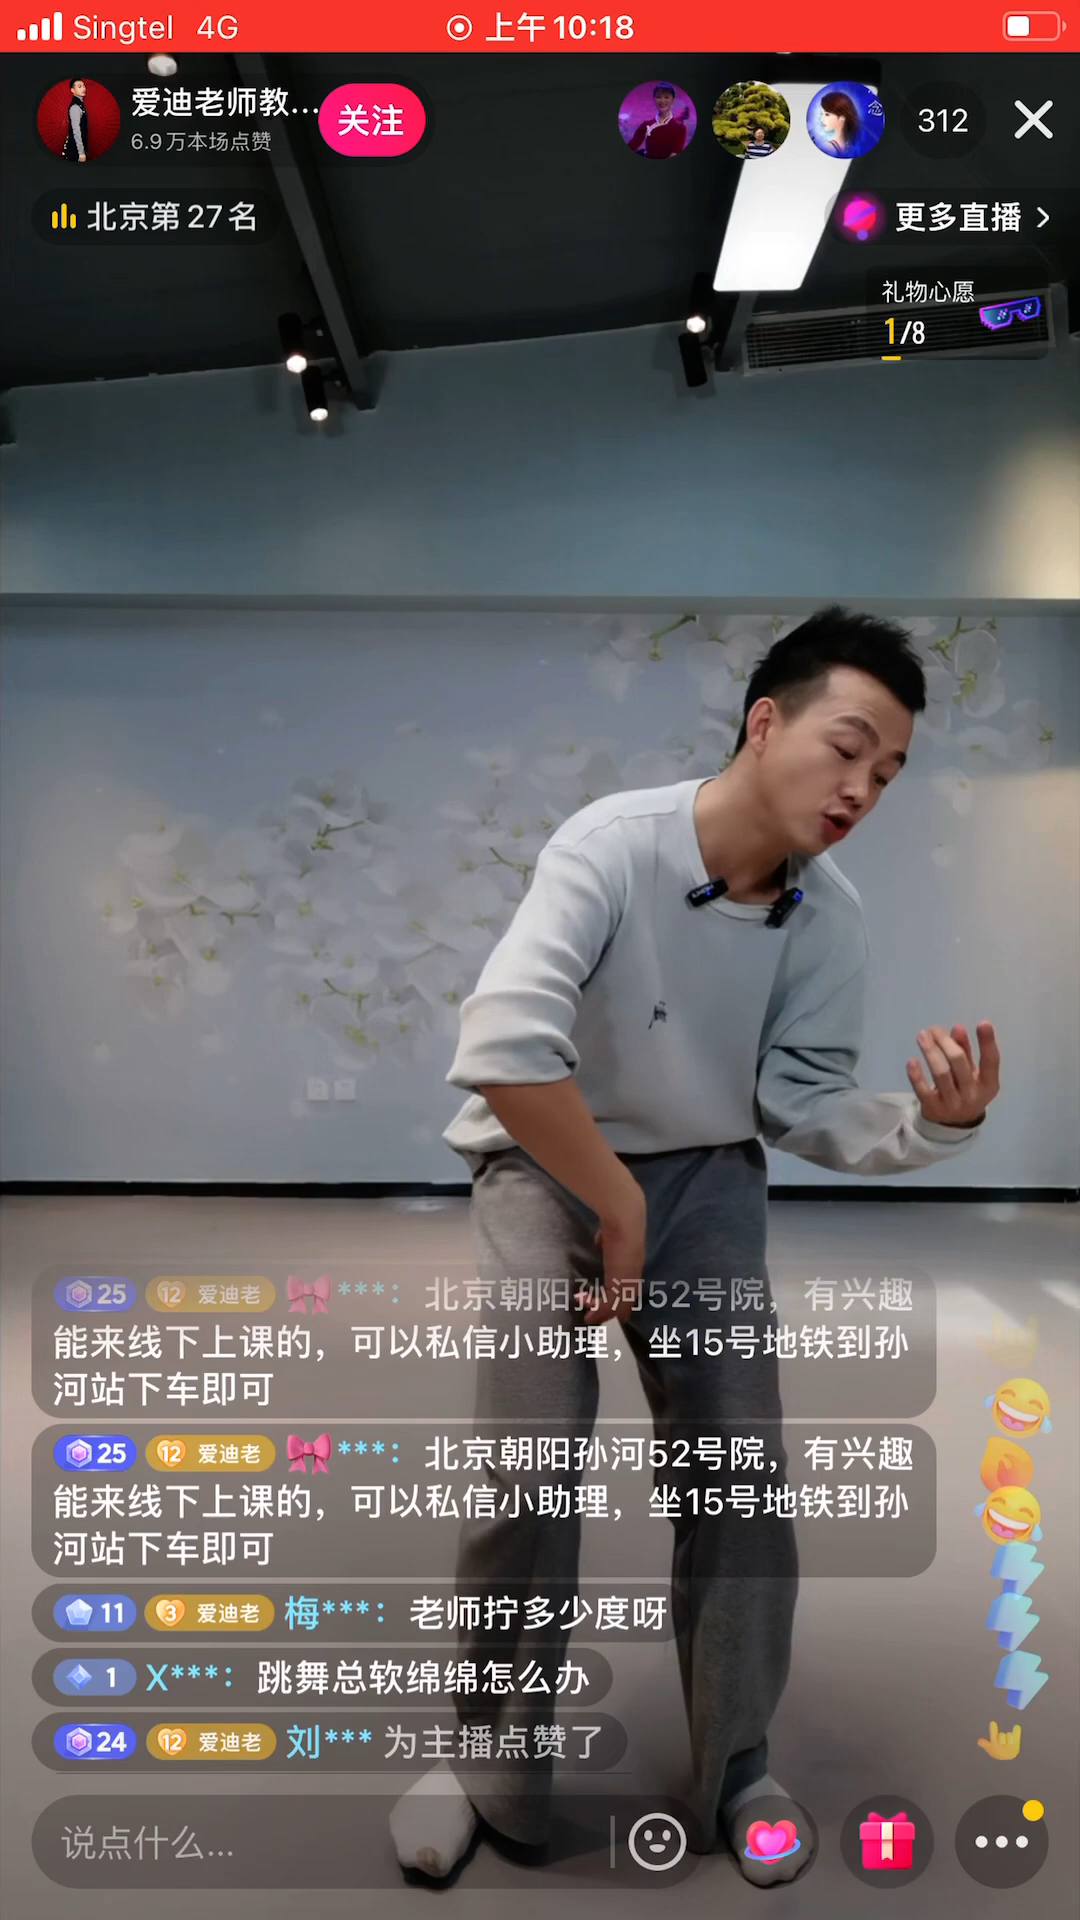 Singtel 4G
上午10:18
爱迪老师教...
6.9万本场点赞
关注
312
北京第27名
更多直播
礼物心愿
1/8
25 12 爱迪老 ***：北京朝阳孙河52号院，有兴趣
能来线下上课的，可以私信小助理，坐15号地铁到孙
河站下车即可
25 12 爱迪老 ***：北京朝阳孙河52号院，有兴趣
能来线下上课的，可以私信小助理，坐15号地铁到孙
河站下车即可
11 3 爱迪老 梅***：老师拧多少度呀
1 X***：跳舞总软绵绵怎么办
24 12 爱迪老 刘*** 为主播点赞了
说点什么...